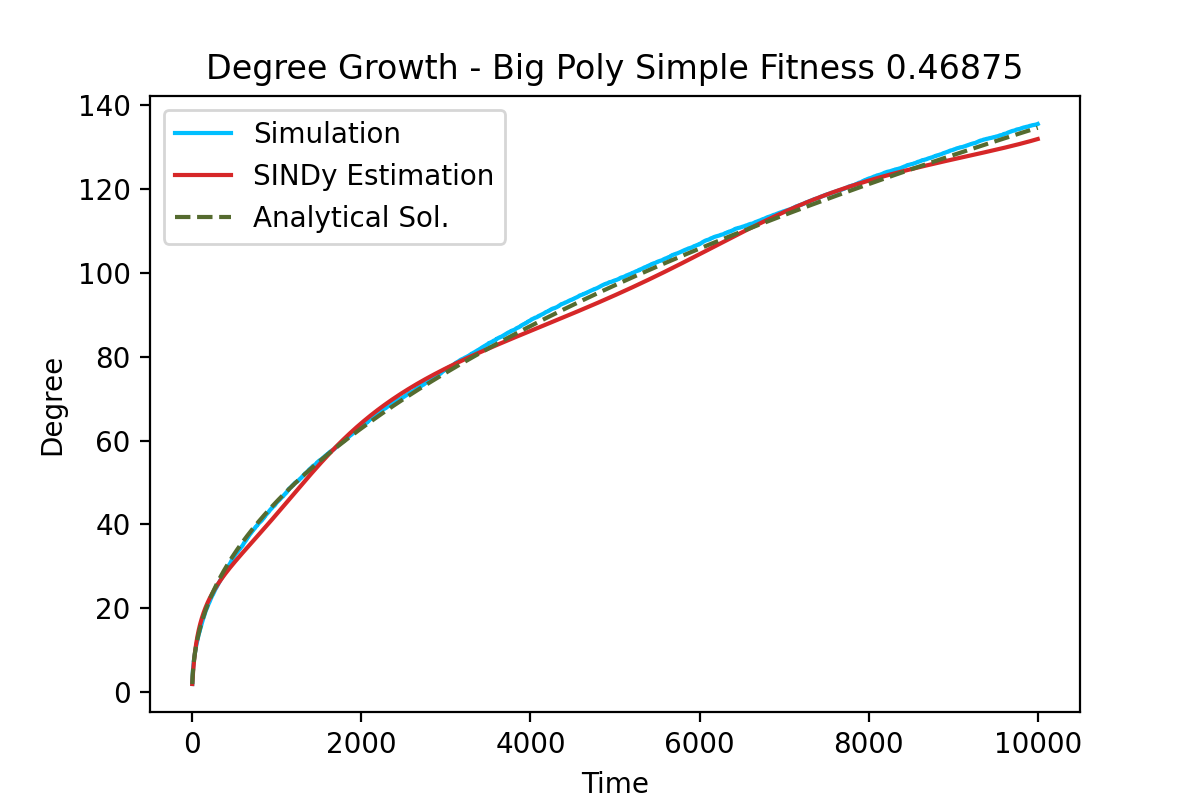 Degree Growth - Big Poly Simple Fitness 0.46875
Simulation
SINDy Estimation
Analytical Sol.
140
120
100
80
60
40
20
0
Degree
0 2000 4000 6000 8000 10000
Time